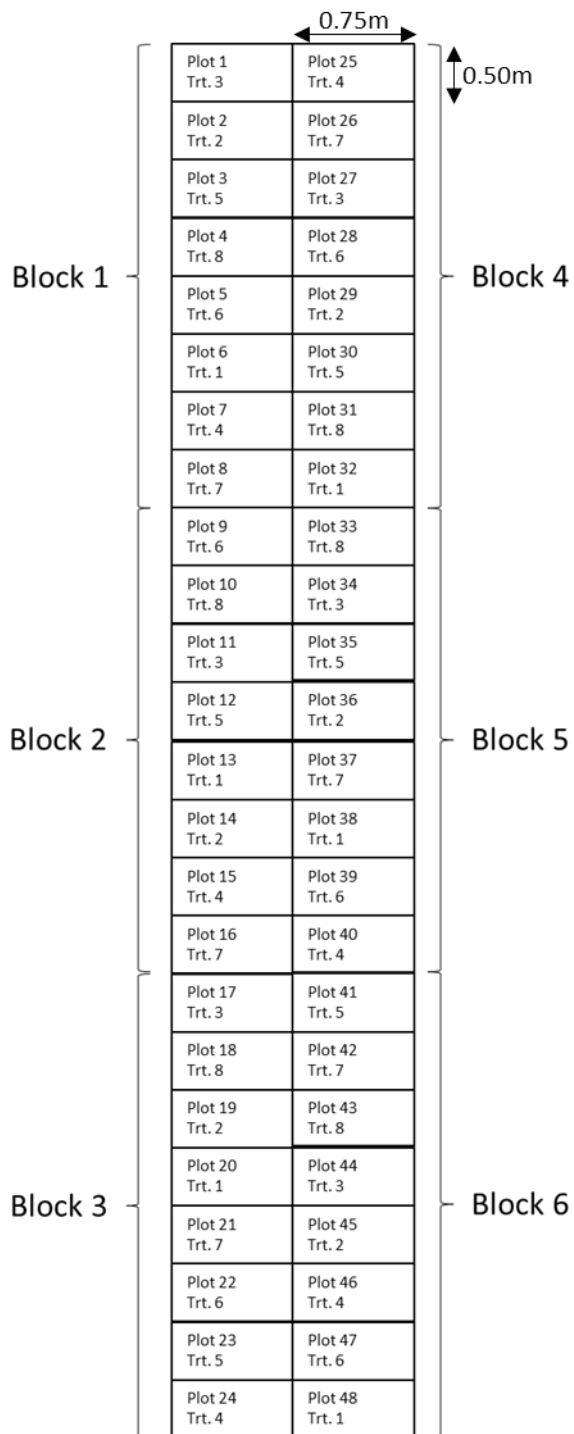 0.75m
0.50m
Plot 1
Trt. 3
Plot 25
Trt. 4
Plot 2
Trt. 2
Plot 26
Trt. 7
Plot 3
Trt. 5
Plot 27
Trt. 3
Plot 4
Trt. 8
Plot 28
Trt. 6
Block 1
Block 4
Plot 5
Trt. 6
Plot 29
Trt. 2
Plot 6
Trt. 1
Plot 30
Trt. 5
Plot 7
Trt. 4
Plot 31
Trt. 8
Plot 8
Trt. 7
Plot 32
Trt. 1
Plot 9
Trt. 6
Plot 33
Trt. 8
Plot 10
Trt. 8
Plot 34
Trt. 3
Plot 11
Trt. 3
Plot 35
Trt. 5
Plot 12
Trt. 5
Plot 36
Trt. 2
Block 2
Block 5
Plot 13
Trt. 1
Plot 37
Trt. 7
Plot 14
Trt. 2
Plot 38
Trt. 1
Plot 15
Trt. 4
Plot 39
Trt. 6
Plot 16
Trt. 7
Plot 40
Trt. 4
Plot 17
Trt. 3
Plot 41
Trt. 5
Plot 18
Trt. 8
Plot 42
Trt. 7
Plot 19
Trt. 2
Plot 43
Trt. 8
Plot 20
Trt. 1
Plot 44
Trt. 3
Block 3
Block 6
Plot 21
Trt. 7
Plot 45
Trt. 2
Plot 22
Trt. 6
Plot 46
Trt. 4
Plot 23
Trt. 5
Plot 47
Trt. 6
Plot 24
Trt. 4
Plot 48
Trt. 1